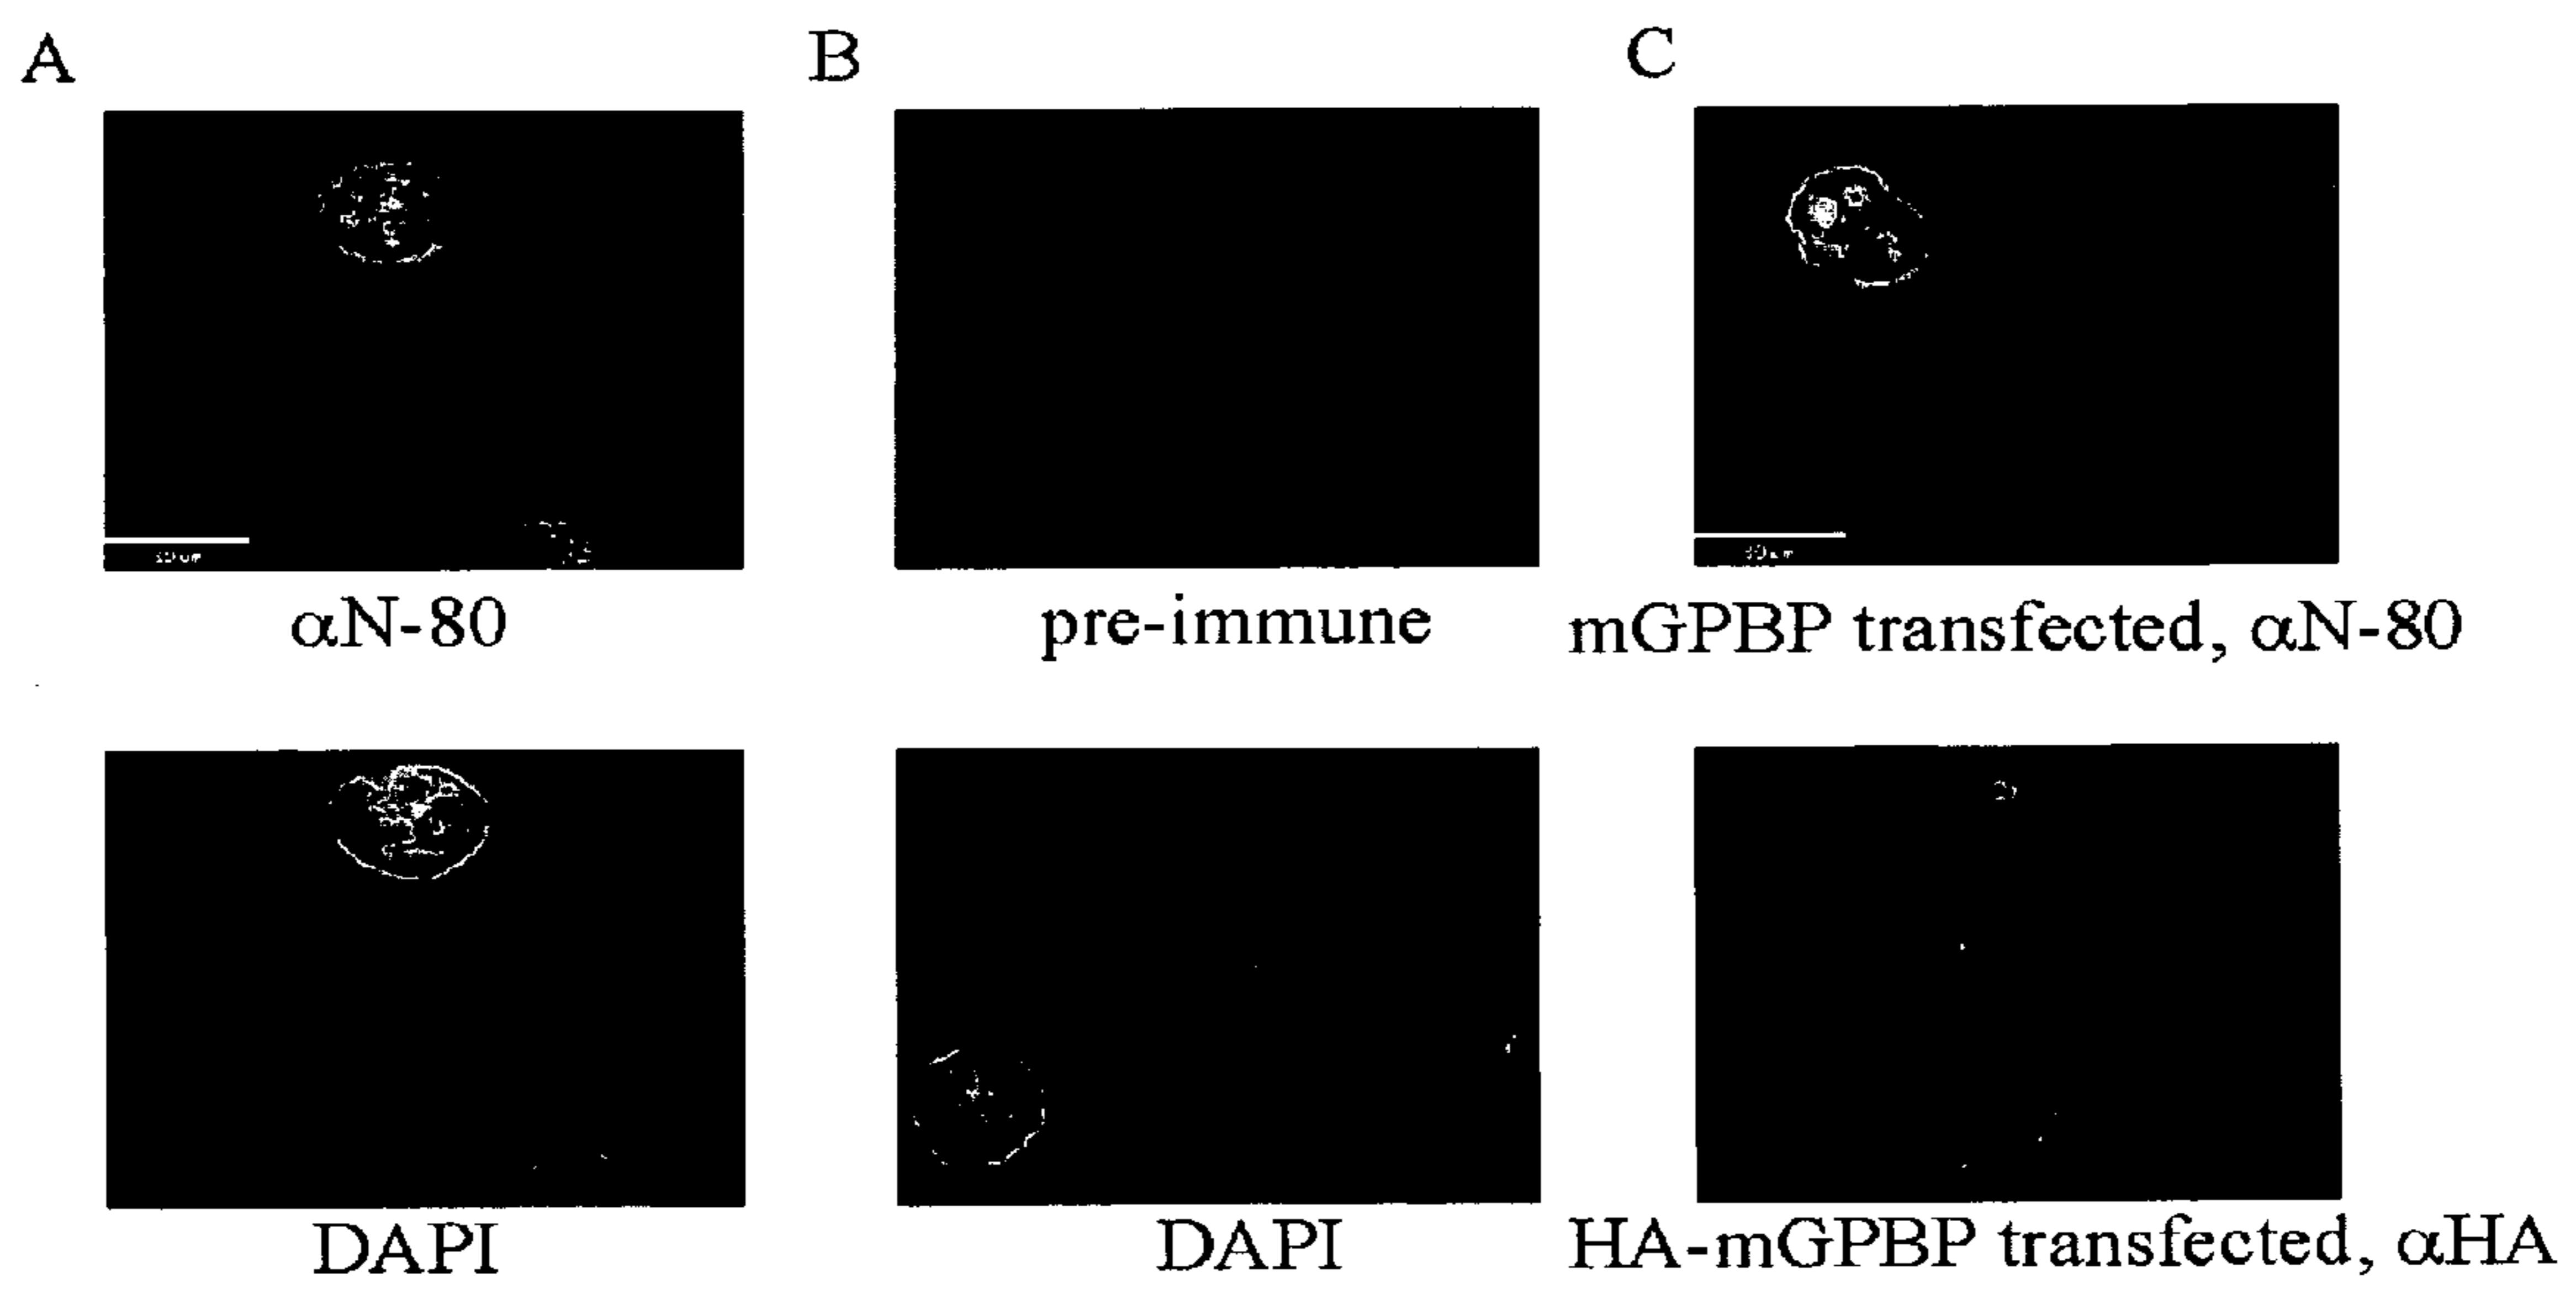 A
B
C
αN-80
pre-immune
mGPBP transfected, αN-80
DAPI
DAPI
HA-mGPBP transfected, αHA